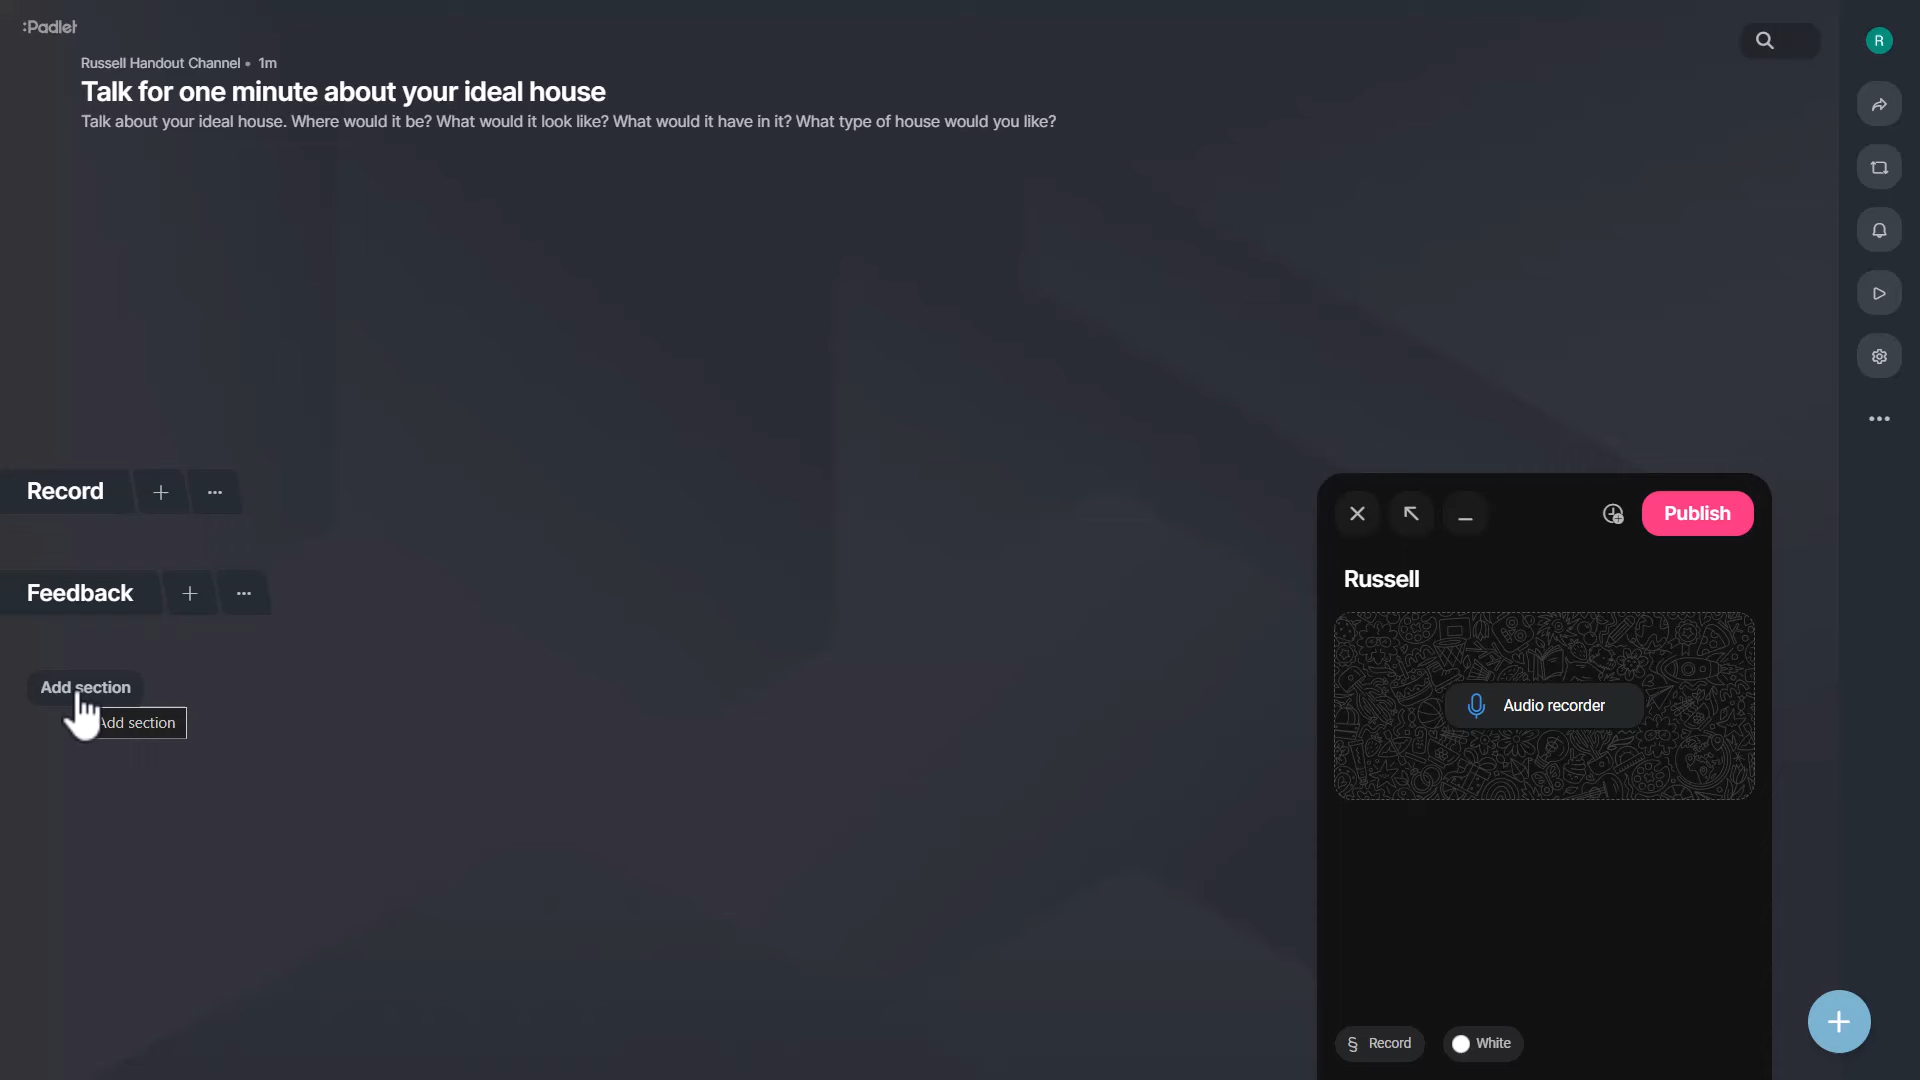 :Padlet
Russell Handout Channel • 1m
Talk for one minute about your ideal house
Talk about your ideal house. Where would it be? What would it look like? What would it have in it? What type of house would you like?
R
Record
Feedback
Add section
Add section
Publish
Russell
Audio recorder
§ Record
White